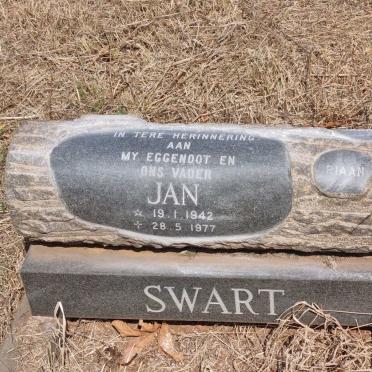 IN TERE HERINNERING
AAN
MY EGGENOOT EN
ONS VADER
JAN
☆ 19.1.1942
✢ 28.5.1977
RIAAN
SWART